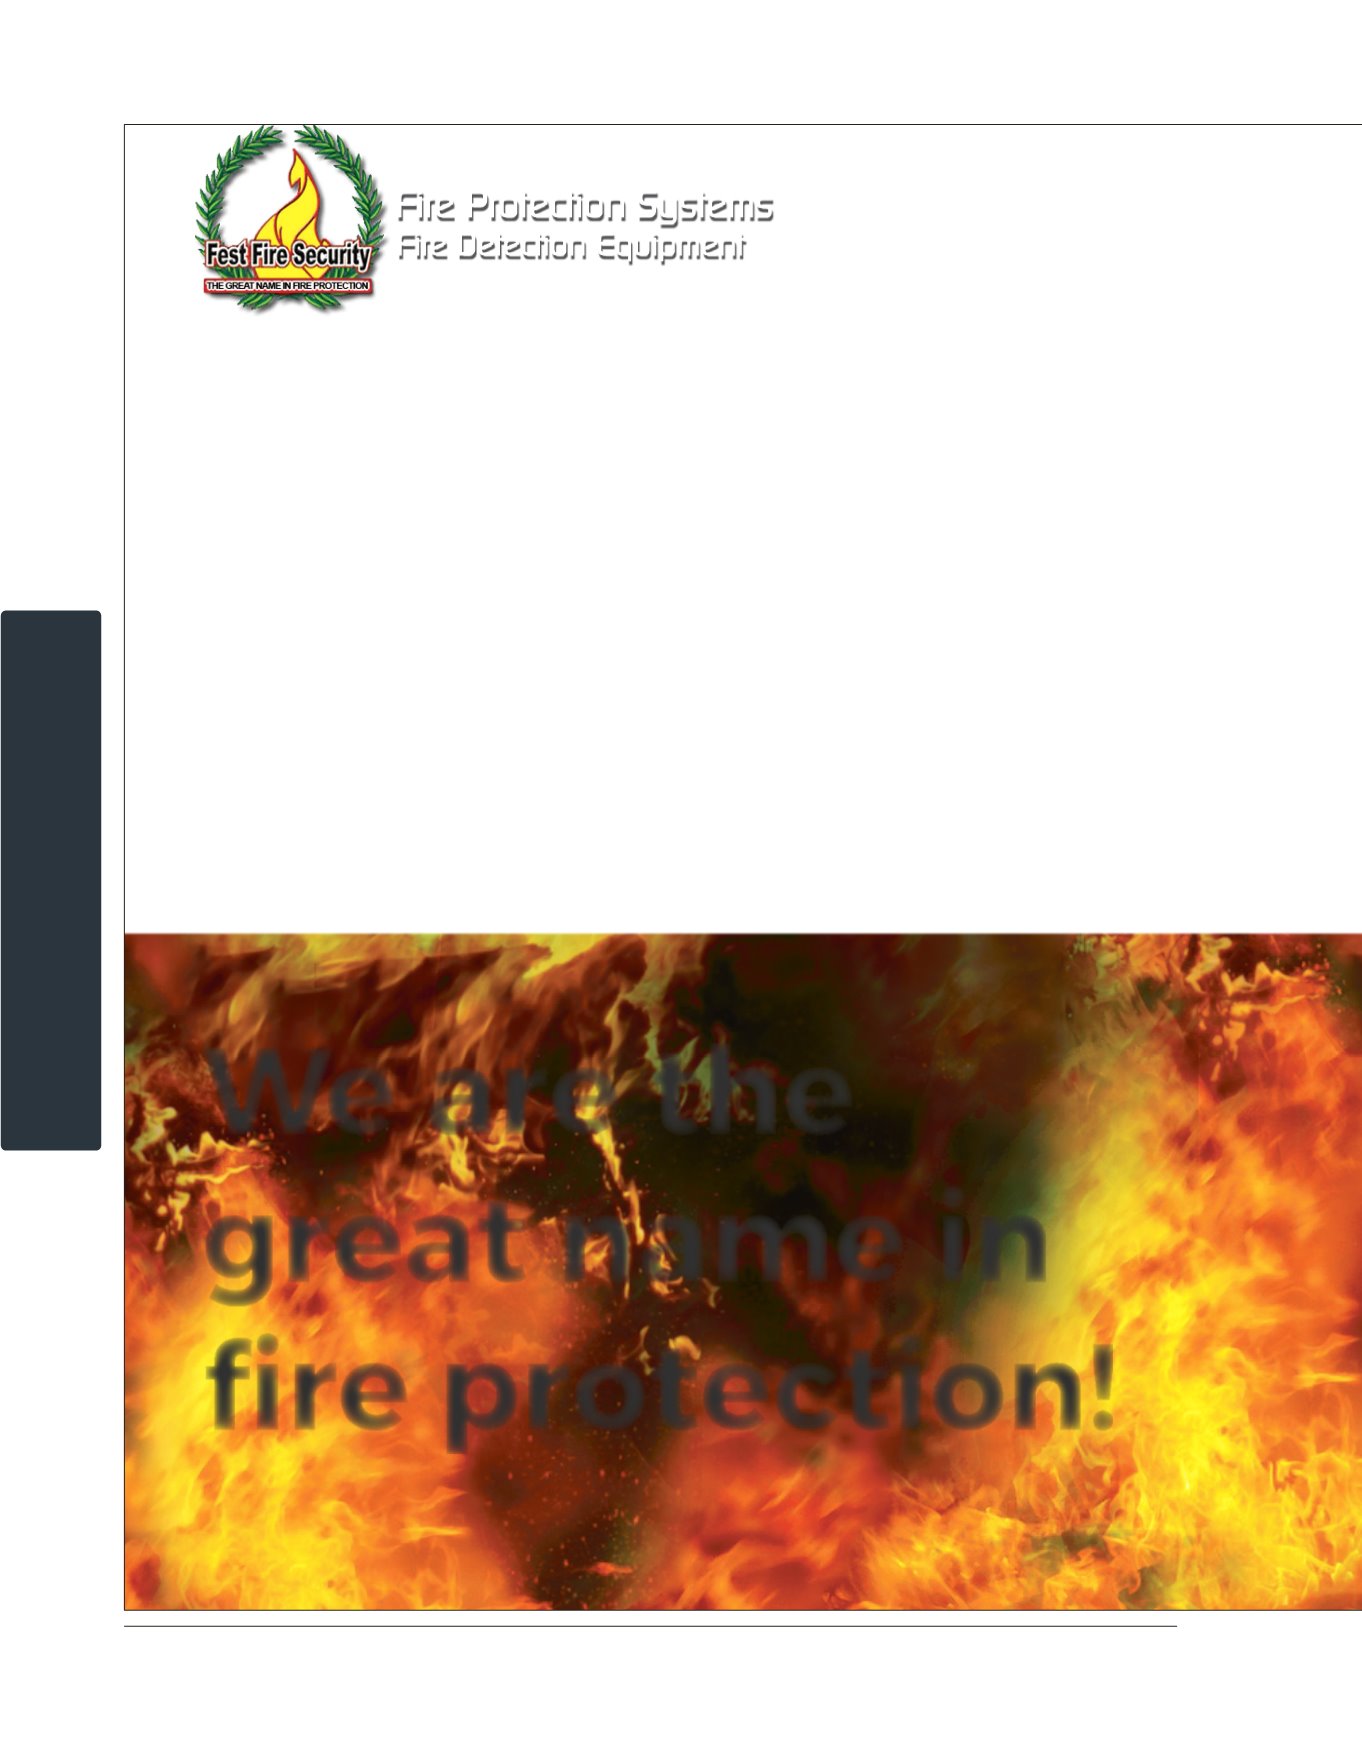 Fest Fire Security
THE GREAT NAME IN FIRE PROTECTION
Fire Protection Systems
Fire Detection Equipment
We are the
great name in
fire protection!